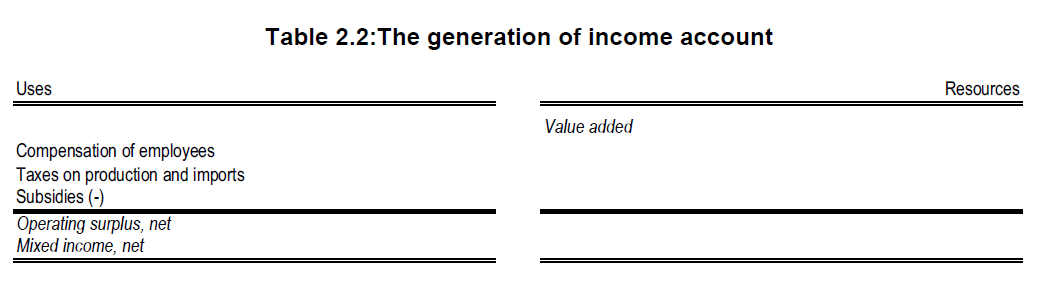 Table 2.2:The generation of income account
Uses
Resources
Value added
Compensation of employees
Taxes on production and imports
Subsidies (-)
Operating surplus, net
Mixed income, net